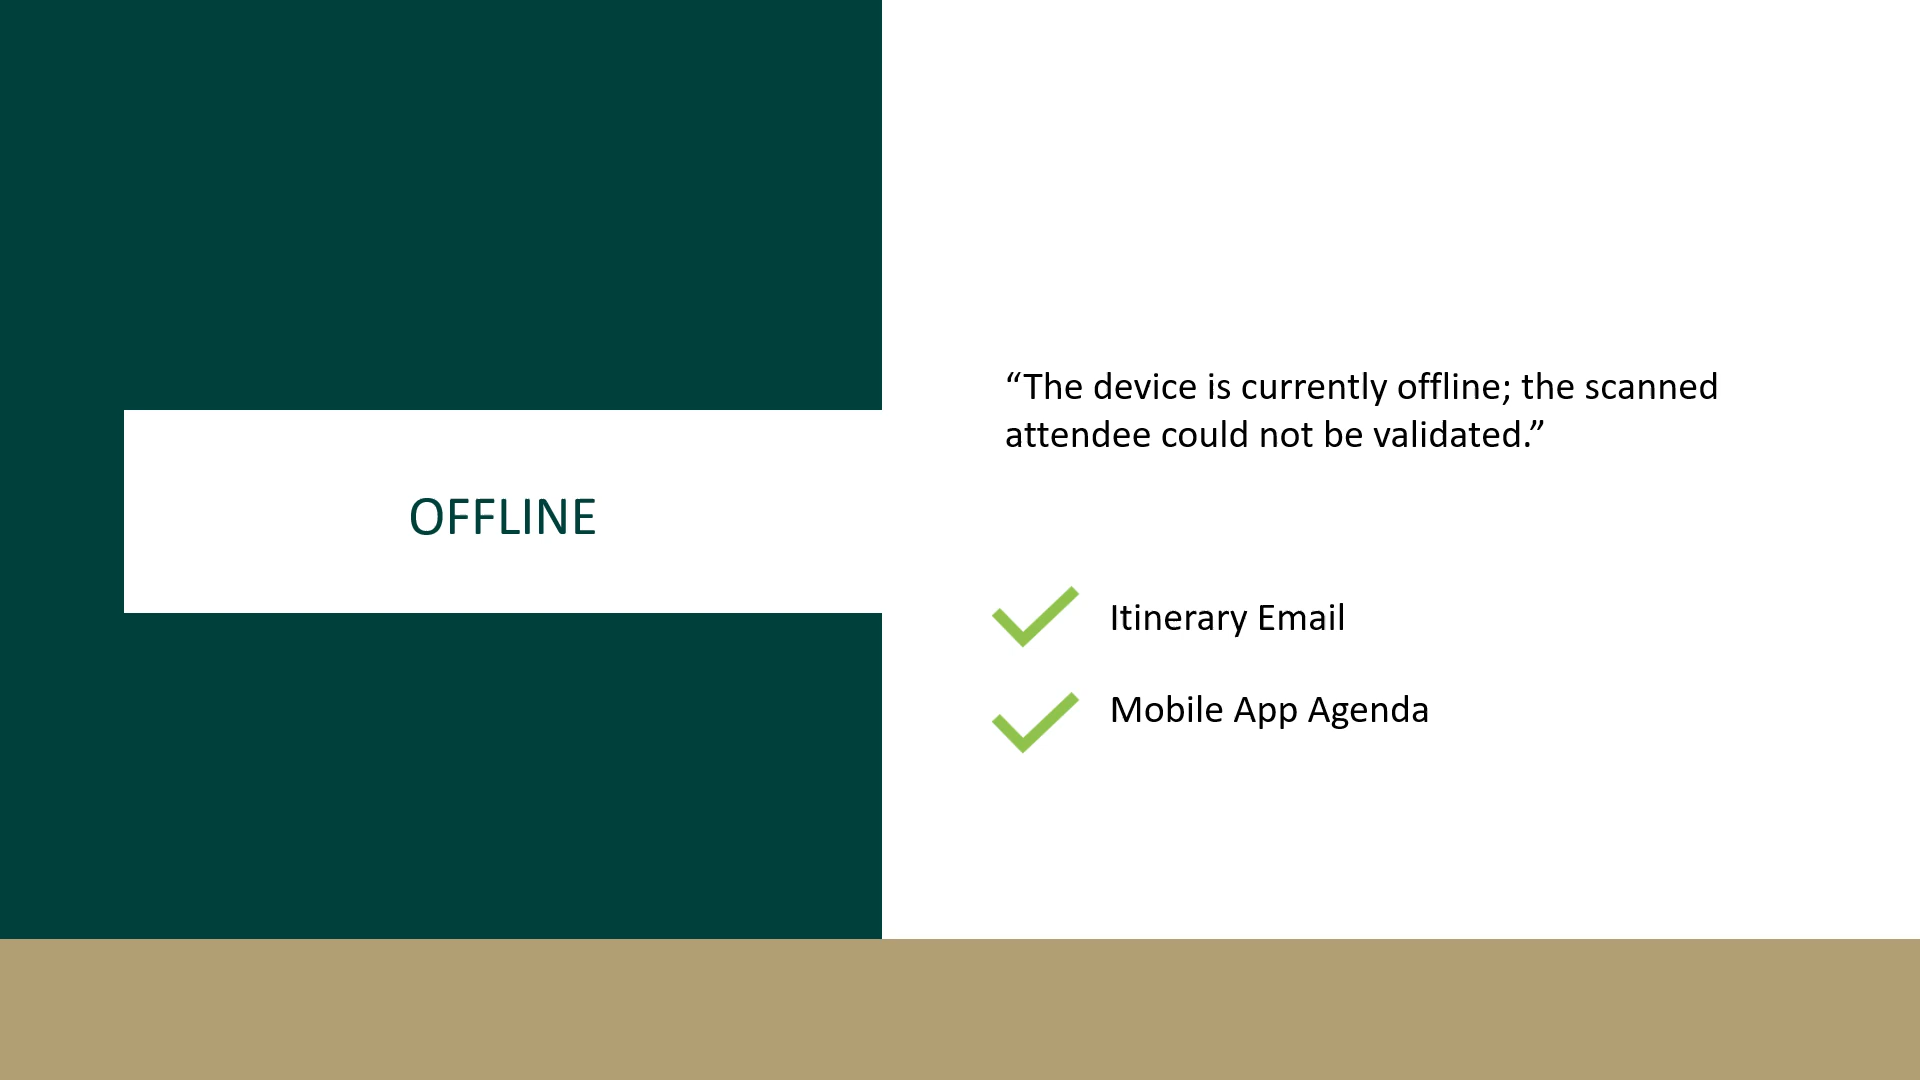 OFFLINE
“The device is currently offline; the scanned
attendee could not be validated.”
Itinerary Email
Mobile App Agenda